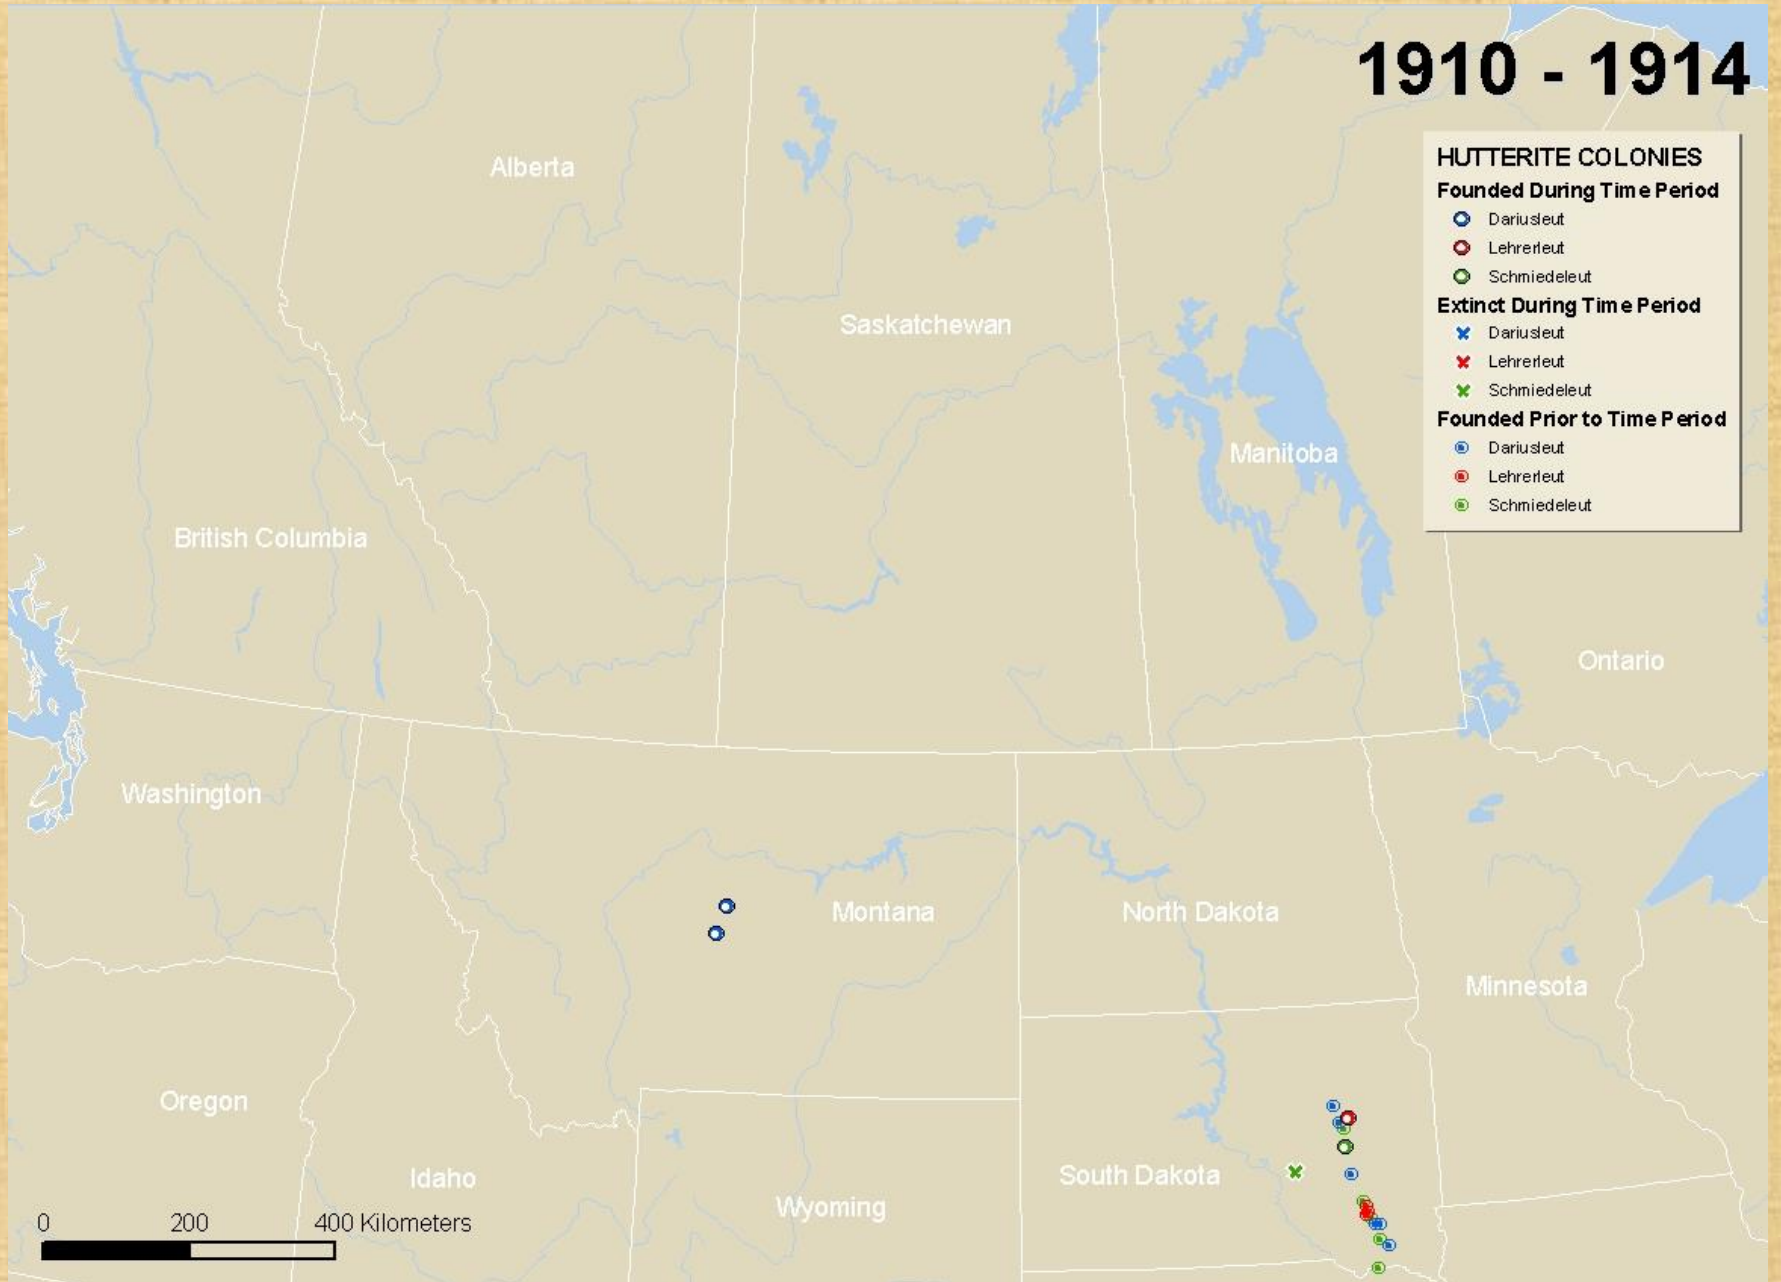 1910 - 1914
HUTTERITE COLONIES
Founded During Time Period
Dariusleut
Lehrerleut
Schmiedeleut
Extinct During Time Period
Dariusleut
Lehrerleut
Schmiedeleut
Founded Prior to Time Period
Dariusleut
Lehrerleut
Schmiedeleut
Alberta
Saskatchewan
Manitoba
British Columbia
Ontario
Washington
Montana
North Dakota
Minnesota
Oregon
Idaho
Wyoming
South Dakota
0 200 400 Kilometers